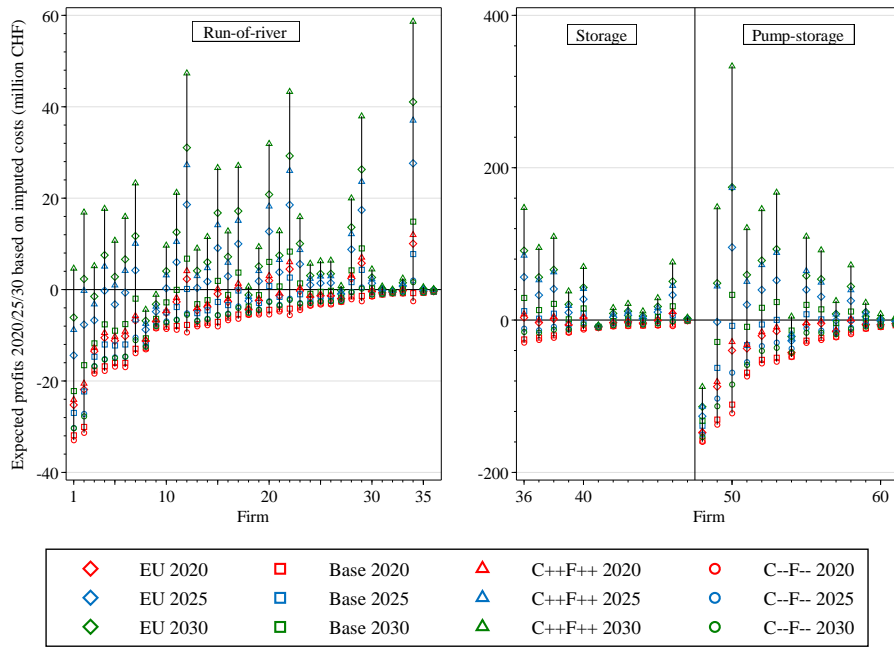 Expected profits 2020/25/30 based on imputed costs (million CHF)
60
40
20
0
-20
-40
Run-of-river
1
10
20
30
35
Firm
400
200
0
-200
Storage
Pump-storage
36
40
50
60
Firm
EU 2020
Base 2020
C++F++ 2020
C--F-- 2020
EU 2025
Base 2025
C++F++ 2025
C--F-- 2025
EU 2030
Base 2030
C++F++ 2030
C--F-- 2030